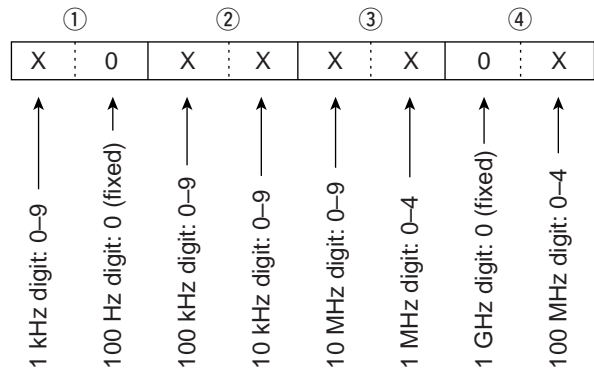 ① ② ③ ④
X 0 X X X X 0 X
1 kHz digit: 0–9
100 Hz digit: 0 (fixed)
100 kHz digit: 0–9
10 kHz digit: 0–9
10 MHz digit: 0–9
1 MHz digit: 0–4
1 GHz digit: 0 (fixed)
100 MHz digit: 0–4